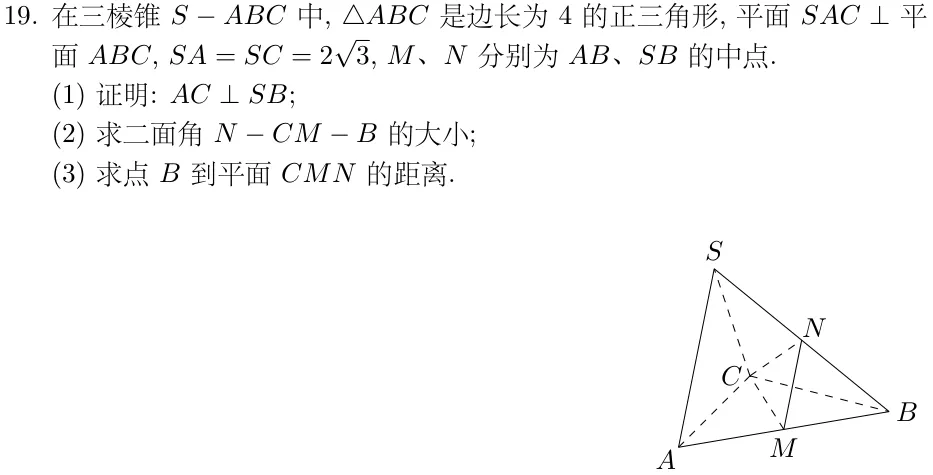 19. 在三棱锥 S − ABC 中, △ABC 是边长为 4 的正三角形, 平面 SAC ⊥ 平
面 ABC, SA = SC = 2√3, M、N 分别为 AB、SB 的中点.
(1) 证明: AC ⊥ SB;
(2) 求二面角 N − CM − B 的大小;
(3) 求点 B 到平面 CMN 的距离.
S
N
C
B
M
A